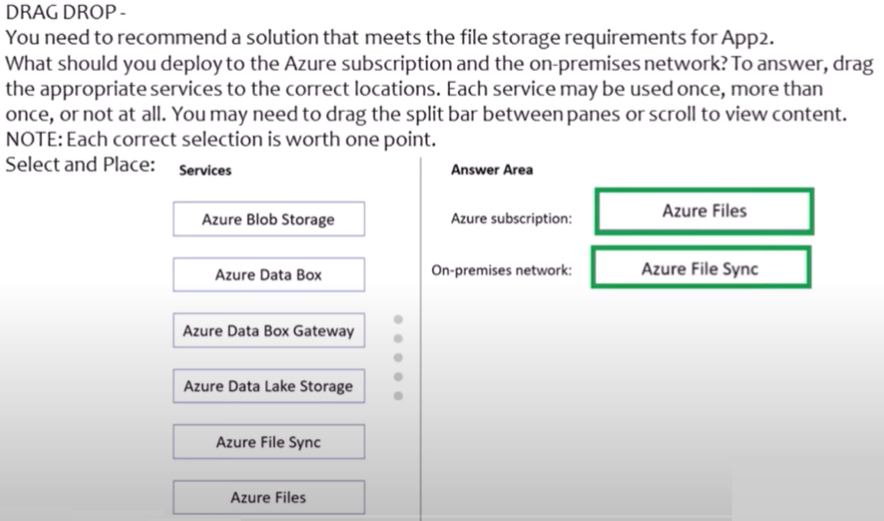 DRAG DROP -
You need to recommend a solution that meets the file storage requirements for App2.
What should you deploy to the Azure subscription and the on-premises network? To answer, drag
the appropriate services to the correct locations. Each service may be used once, more than
once, or not at all. You may need to drag the split bar between panes or scroll to view content.
NOTE: Each correct selection is worth one point.
Select and Place:
Services
Azure Blob Storage
Azure Data Box
Azure Data Box Gateway
Azure Data Lake Storage
Azure File Sync
Azure Files
Answer Area
Azure subscription: Azure Files
On-premises network: Azure File Sync